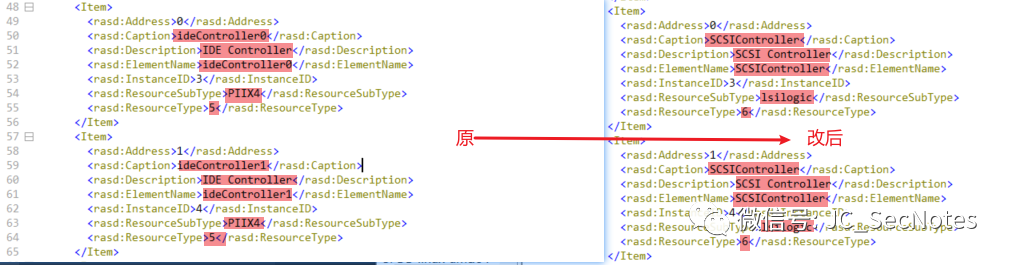 48 <Item>
49 <rasd:Address>0</rasd:Address>
50 <rasd:Caption>ideController0</rasd:Caption>
51 <rasd:Description>IDE Controller</rasd:Description>
52 <rasd:ElementName>ideController0</rasd:ElementName>
53 <rasd:InstanceID>3</rasd:InstanceID>
54 <rasd:ResourceSubType>PIIX4</rasd:ResourceSubType>
55 <rasd:ResourceType>5</rasd:ResourceType>
56 </Item>
57 <Item>
58 <rasd:Address>1</rasd:Address>
59 <rasd:Caption>ideController1</rasd:Caption>
60 <rasd:Description>IDE Controller</rasd:Description>
61 <rasd:ElementName>ideController1</rasd:ElementName>
62 <rasd:InstanceID>4</rasd:InstanceID>
63 <rasd:ResourceSubType>PIIX4</rasd:ResourceSubType>
64 <rasd:ResourceType>5</rasd:ResourceType>
65 </Item>
原
改后
<Item>
<rasd:Address>0</rasd:Address>
<rasd:Caption>SCSIController</rasd:Caption>
<rasd:Description>SCSI Controller</rasd:Description>
<rasd:ElementName>SCSIController</rasd:ElementName>
<rasd:InstanceID>3</rasd:InstanceID>
<rasd:ResourceSubType>lsilogic</rasd:ResourceSubType>
<rasd:ResourceType>6</rasd:ResourceType>
</Item>
<Item>
<rasd:Address>1</rasd:Address>
<rasd:Caption>SCSIController</rasd:Caption>
<rasd:Description>SCSI Controller</rasd:Description>
<rasd:ElementName>SCSIController</rasd:ElementName>
<rasd:InstanceID>4</rasd:InstanceID>
<rasd:ResourceSubType>lsilogic</rasd:ResourceSubType>
<rasd:ResourceType>6</rasd:ResourceType>
</Item>
微信号: JC_SecNotes